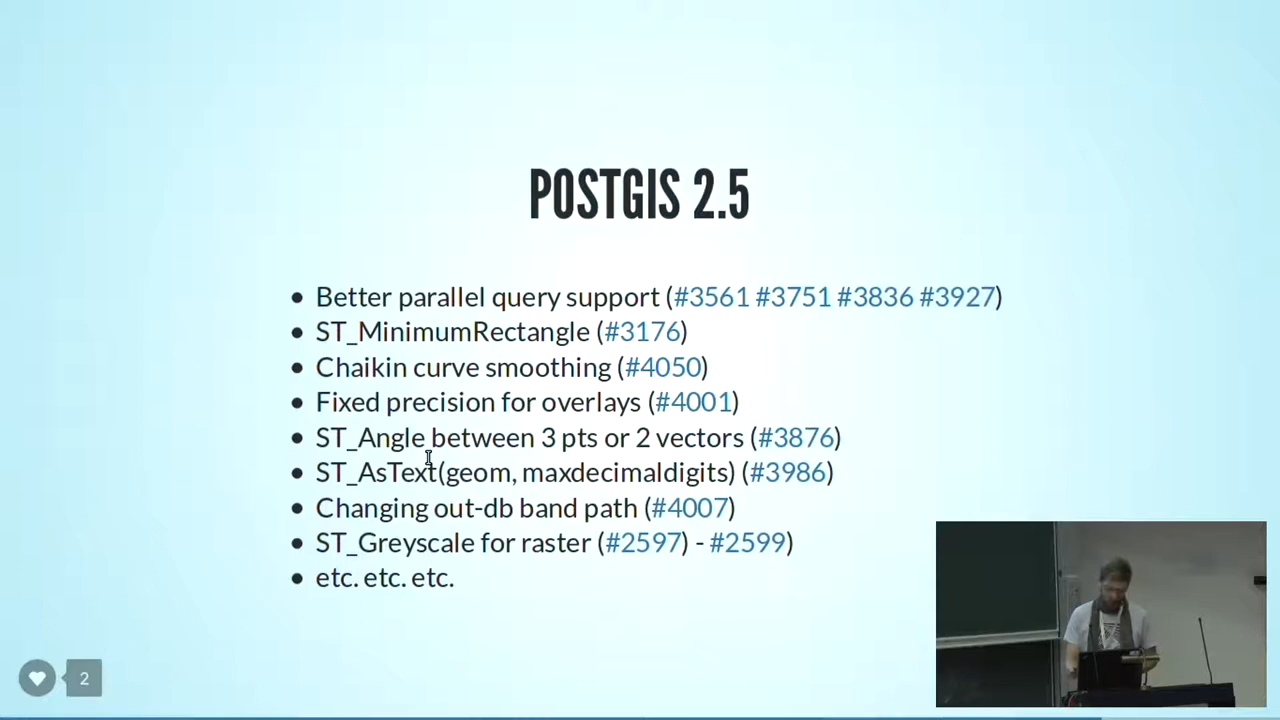 POSTGIS 2.5
• Better parallel query support (#3561 #3751 #3836 #3927)
• ST_MinimumRectangle (#3176)
• Chaikin curve smoothing (#4050)
• Fixed precision for overlays (#4001)
• ST_Angle between 3 pts or 2 vectors (#3876)
• ST_AsText(geom, maxdecimaldigits) (#3986)
• Changing out-db band path (#4007)
• ST_Greyscale for raster (#2597) - #2599)
• etc. etc. etc.
2